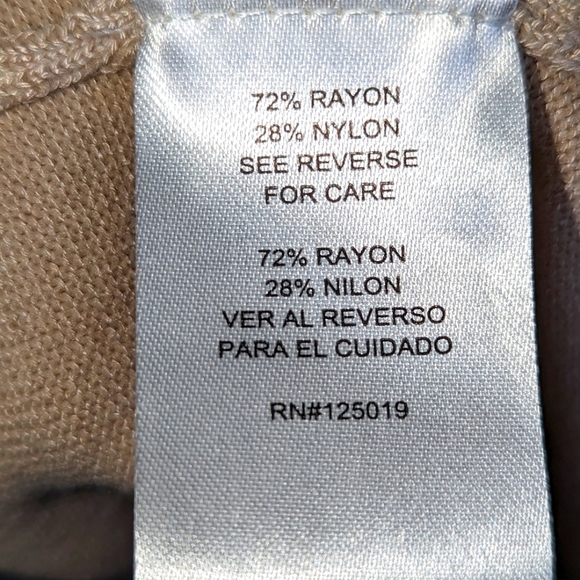 72% RAYON
28% NYLON
SEE REVERSE
FOR CARE
72% RAYON
28% NILON
VER AL REVERSO
PARA EL CUIDADO
RN#125019